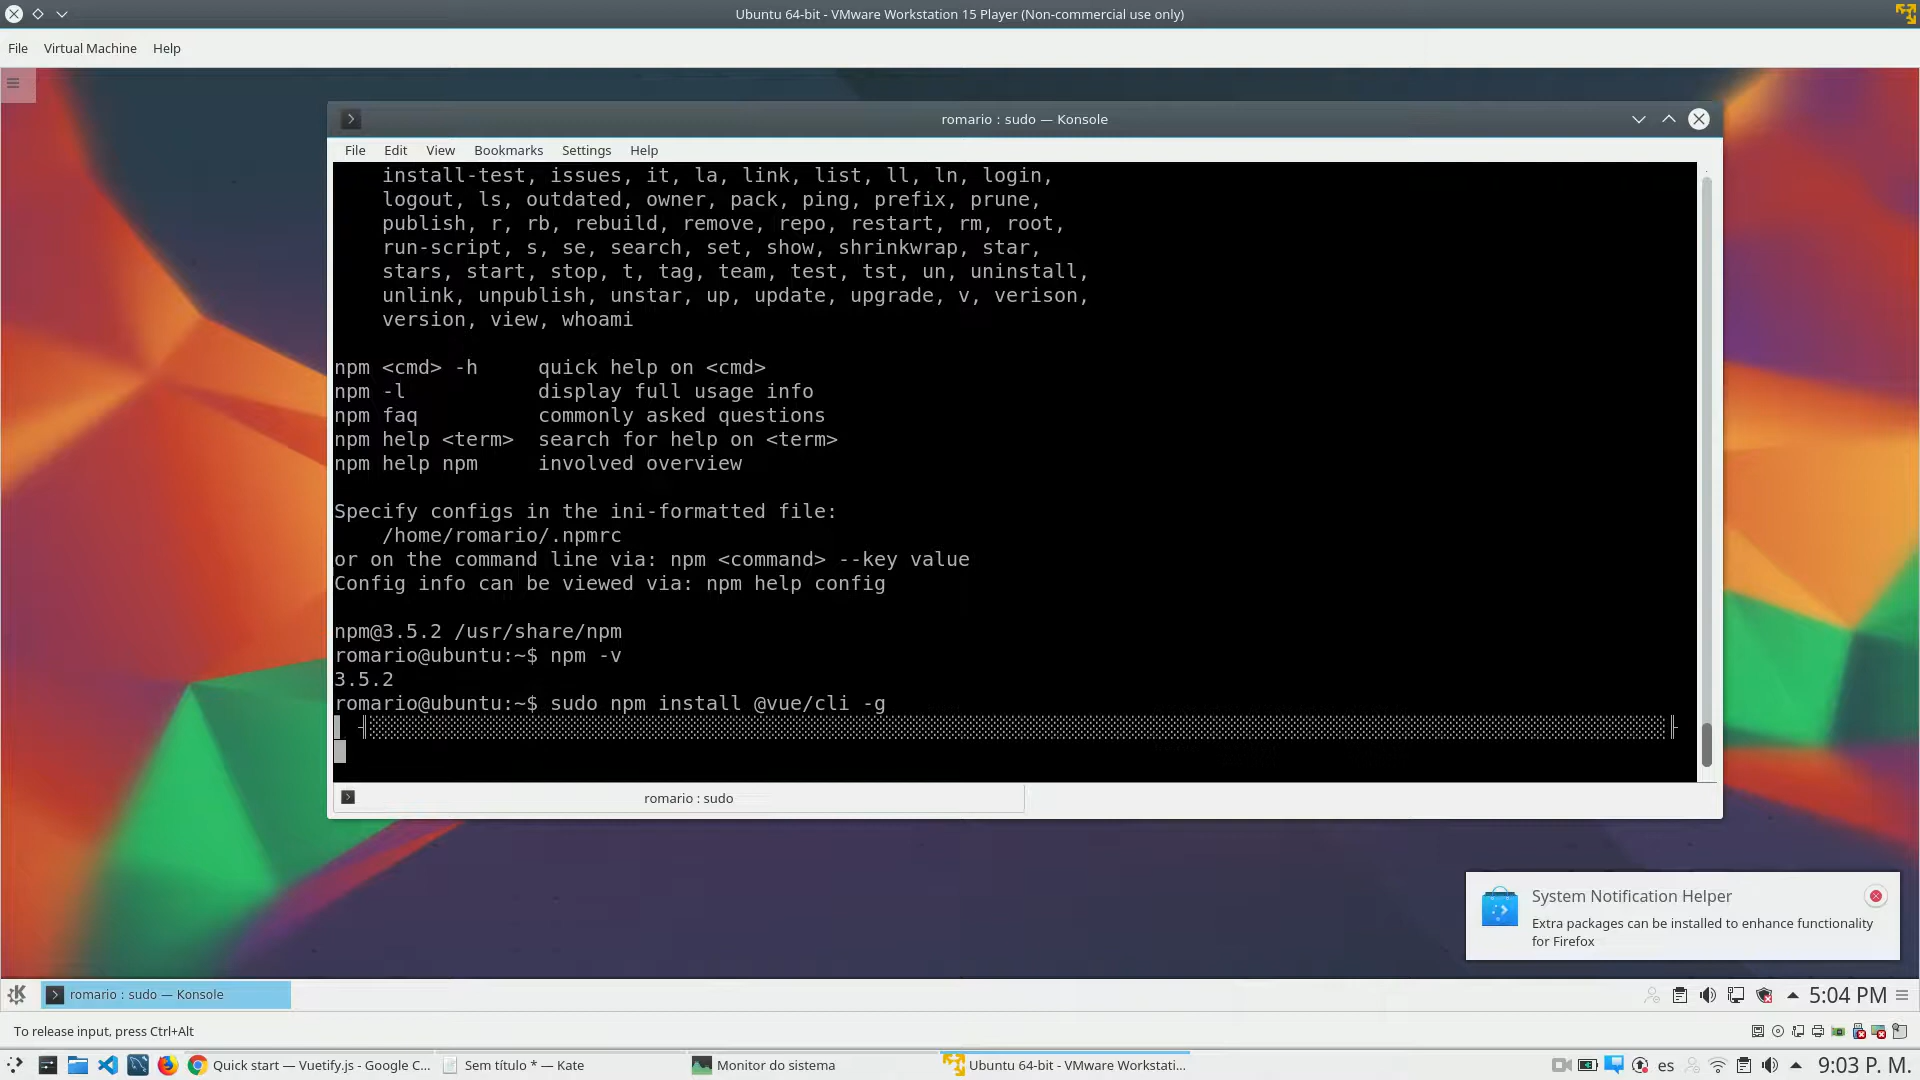 Ubuntu 64-bit - VMware Workstation 15 Player (Non-commercial use only)
File Virtual Machine Help
romario : sudo — Konsole
File Edit View Bookmarks Settings Help
install-test, issues, it, la, link, list, ll, ln, login,
logout, ls, outdated, owner, pack, ping, prefix, prune,
publish, r, rb, rebuild, remove, repo, restart, rm, root,
run-script, s, se, search, set, show, shrinkwrap, star,
stars, start, stop, t, tag, team, test, tst, un, uninstall,
unlink, unpublish, unstar, up, update, upgrade, v, verison,
version, view, whoami
npm <cmd> -h quick help on <cmd>
npm -l display full usage info
npm faq commonly asked questions
npm help <term> search for help on <term>
npm help npm involved overview
Specify configs in the ini-formatted file:
/home/romario/.npmrc
or on the command line via: npm <command> --key value
Config info can be viewed via: npm help config
npm@3.5.2 /usr/share/npm
romario@ubuntu:~$ npm -v
3.5.2
romario@ubuntu:~$ sudo npm install @vue/cli -g
romario : sudo
System Notification Helper
Extra packages can be installed to enhance functionality
for Firefox
romario : sudo — Konsole
5:04 PM
To release input, press Ctrl+Alt
Quick start — Vuetify.js - Google C...
Sem título * — Kate
Monitor do sistema
Ubuntu 64-bit - VMware Workstati...
es
9:03 P. M.